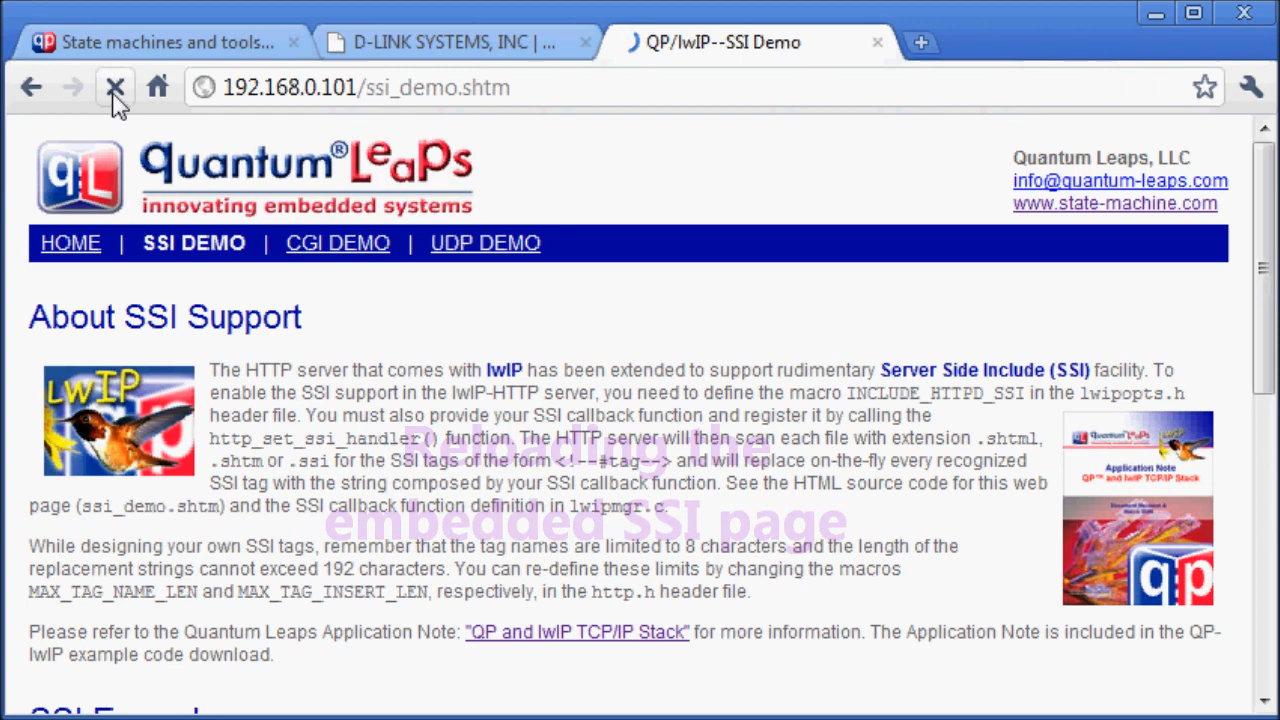 State machines and tools...
D-LINK SYSTEMS, INC | ...
QP/lwIP--SSI Demo
192.168.0.101/ssi_demo.shtm
qL quantum®LeaPs
innovating embedded systems
Quantum Leaps, LLC
info@quantum-leaps.com
www.state-machine.com
HOME | SSI DEMO | CGI DEMO | UDP DEMO
About SSI Support
LWIP
The HTTP server that comes with lwIP has been extended to support rudimentary Server Side Include (SSI) facility. To
enable the SSI support in the lwIP-HTTP server, you need to define the macro INCLUDE_HTTPD_SSI in the lwipopts.h
header file. You must also provide your SSI callback function and register it by calling the
http_set_ssi_handler() function. The HTTP server will then scan each file with extension .shtml,
.shtm or .ssi for the SSI tags of the form <!--#tag--> and will replace on-the-fly every recognized
SSI tag with the string composed by your SSI callback function. See the HTML source code for this web
page (ssi_demo.shtm) and the SSI callback function definition in lwipmgr.c.
Reloading the
embedded SSI page
Quantum LeaPs
Application Note
QP™ and lwIP TCP/IP Stack
qp
While designing your own SSI tags, remember that the tag names are limited to 8 characters and the length of the
replacement strings cannot exceed 192 characters. You can re-define these limits by changing the macros
MAX_TAG_NAME_LEN and MAX_TAG_INSERT_LEN, respectively, in the http.h header file.
Please refer to the Quantum Leaps Application Note: "QP and lwIP TCP/IP Stack" for more information. The Application Note is included in the QP-
lwIP example code download.